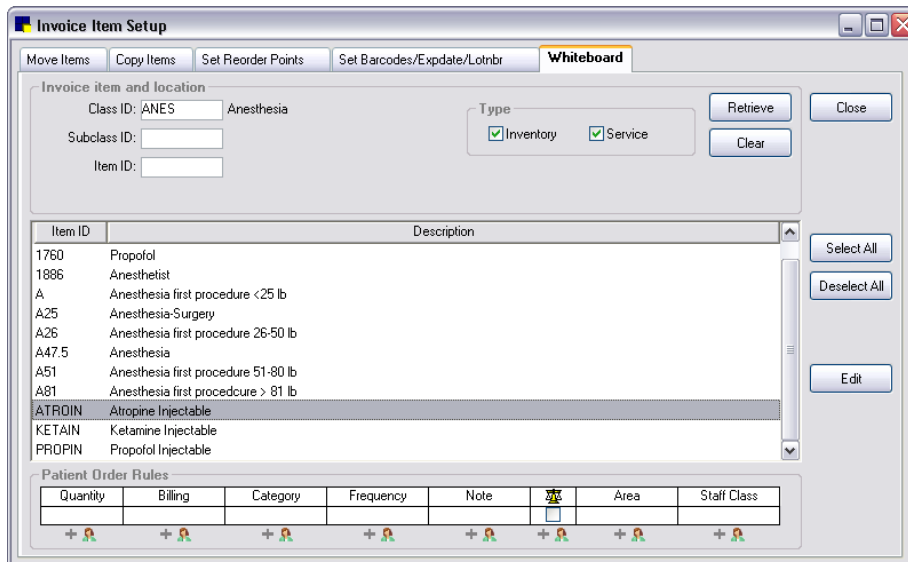 Invoice Item Setup
Move Items Copy Items Set Reorder Points Set Barcodes/Expdate/Lotnbr Whiteboard
Invoice item and location
Class ID: ANES Anesthesia
Subclass ID:
Item ID:
Type
Inventory Service
Retrieve
Clear
Close
Item ID Description
1760 Propofol
1886 Anesthetist
A Anesthesia first procedure <25 lb
A25 Anesthesia-Surgery
A26 Anesthesia first procedure 26-50 lb
A47.5 Anesthesia
A51 Anesthesia first procedure 51-80 lb
A81 Anesthesia first procedcure > 81 lb
ATROIN Atropine Injectable
KETAIN Ketamine Injectable
PROPIN Propofol Injectable
Select All
Deselect All
Edit
Patient Order Rules
Quantity Billing Category Frequency Note Area Staff Class